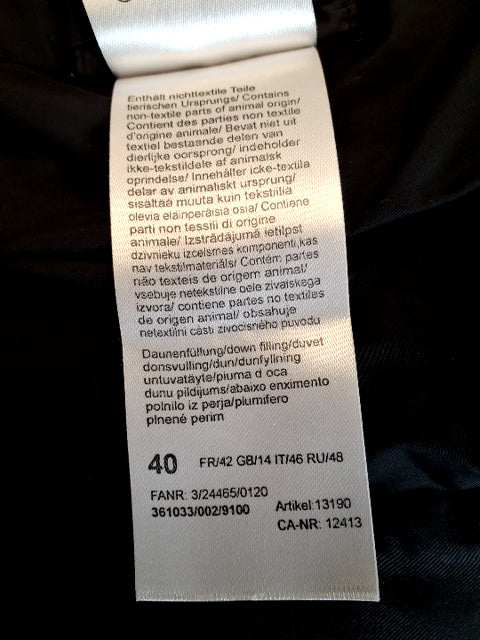 Enthält nichttextile Teile
tierischen Ursprungs/ Contains
non-textile parts of animal origin/
Contient des parties non textile
d'origine animale/ Bevat niet uit
textiel bestaande delen van
dierlijke oorsprong/ indeholder
ikke-tekstildele af animalsk
oprindelse/ Innehåller icke-textila
delar av animaliskt ursprung/
sisältää muuta kuin tekstiilia
olevia eläinperäisiä osia/ Contiene
parti non tessili di origine
animale/ Izstrādājumā ietilpst
dzīvnieku izcelsmes komponenti,kas
nav tekstilmateriāls/ Contém partes
não texteis de origem animal/
vsebuje netekstilne dele živalskega
izvora/ contiene partes no textiles
de origen animal/ obsahuje
netextilní části živočišného původu
Daunenfüllung/down filling/duvet
donsvulling/dun/dunfyllning
untuvatäyte/piuma d oca
dunu pildījums/abaixo enximento
polnilo iz perja/plumifero
plnené perím
40 FR/42 GB/14 IT/46 RU/48
FANR: 3/24465/0120
361033/002/9100 Artikel:13190
CA-NR: 12413